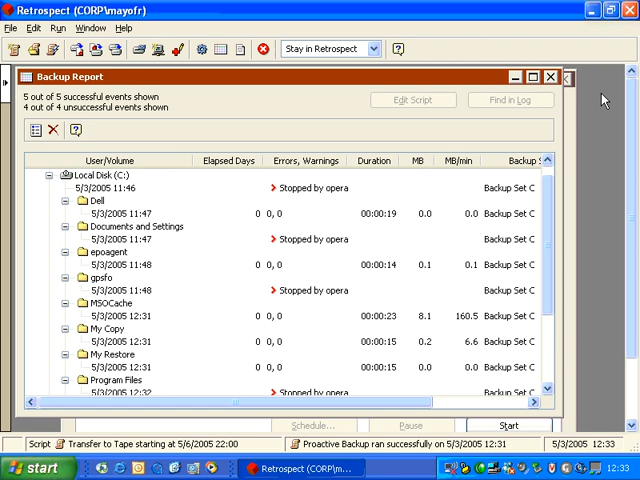 Retrospect (CORP\mayofr)
File Edit Run Window Help
Stay in Retrospect
Backup Report
5 out of 5 successful events shown
4 out of 4 unsuccessful events shown
Edit Script Find in Log
User/Volume Elapsed Days Errors, Warnings Duration MB MB/min Backup S
Local Disk (C:)
5/3/2005 11:46 Stopped by opera Backup Set C
Dell
5/3/2005 11:47 0 0, 0 00:00:19 0.0 0.0 Backup Set C
Documents and Settings
5/3/2005 11:47 Stopped by opera Backup Set C
epoagent
5/3/2005 11:48 0 0, 0 00:00:14 0.1 0.1 Backup Set C
gpsfo
5/3/2005 11:48 Stopped by opera Backup Set C
MSOCache
5/3/2005 12:31 0 0, 0 00:00:23 8.1 160.5 Backup Set C
My Copy
5/3/2005 12:31 0 0, 0 00:00:15 0.2 6.6 Backup Set C
My Restore
5/3/2005 12:31 0 0, 0 00:00:15 0.0 0.0 Backup Set C
Program Files
5/3/2005 12:32 Stopped by opera Backup Set C
Schedule... Pause Start
Script Transfer to Tape starting at 5/6/2005 22:00 Proactive Backup ran successfully on 5/3/2005 12:31 5/3/2005 12:33
start Retrospect (CORP\m... 12:33